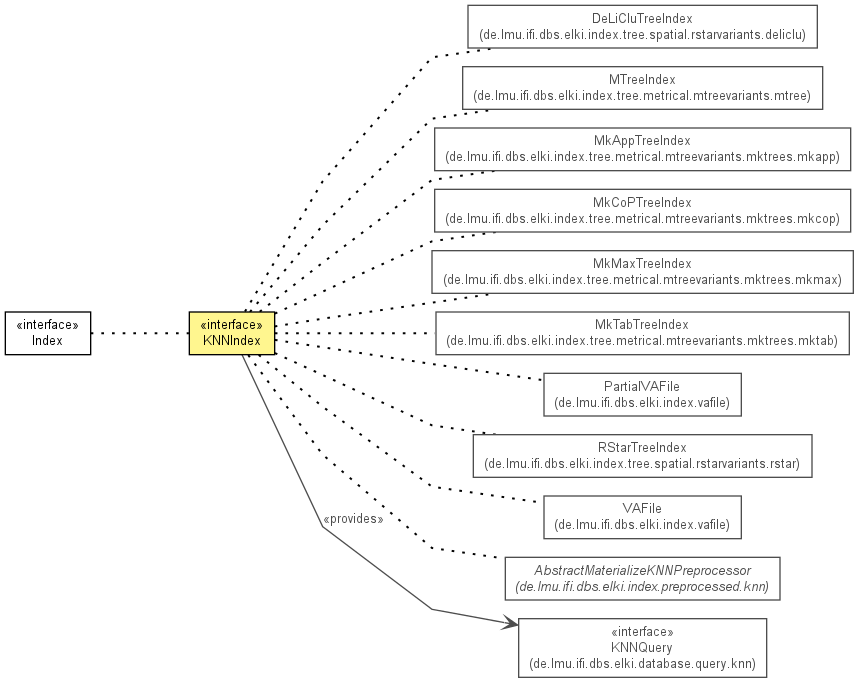 DeLiCluTreeIndex
(de.lmu.ifi.dbs.elki.index.tree.spatial.rstarvariants.deliclu)
MTreeIndex
(de.lmu.ifi.dbs.elki.index.tree.metrical.mtreevariants.mtree)
MkAppTreeIndex
(de.lmu.ifi.dbs.elki.index.tree.metrical.mtreevariants.mktrees.mkapp)
MkCoPTreeIndex
(de.lmu.ifi.dbs.elki.index.tree.metrical.mtreevariants.mktrees.mkcop)
MkMaxTreeIndex
(de.lmu.ifi.dbs.elki.index.tree.metrical.mtreevariants.mktrees.mkmax)
«interface»
Index
«interface»
KNNIndex
MkTabTreeIndex
(de.lmu.ifi.dbs.elki.index.tree.metrical.mtreevariants.mktrees.mktab)
PartialVAFile
(de.lmu.ifi.dbs.elki.index.vafile)
RStarTreeIndex
(de.lmu.ifi.dbs.elki.index.tree.spatial.rstarvariants.rstar)
VAFile
(de.lmu.ifi.dbs.elki.index.vafile)
«provides»
AbstractMaterializeKNNPreprocessor
(de.lmu.ifi.dbs.elki.index.preprocessed.knn)
«interface»
KNNQuery
(de.lmu.ifi.dbs.elki.database.query.knn)